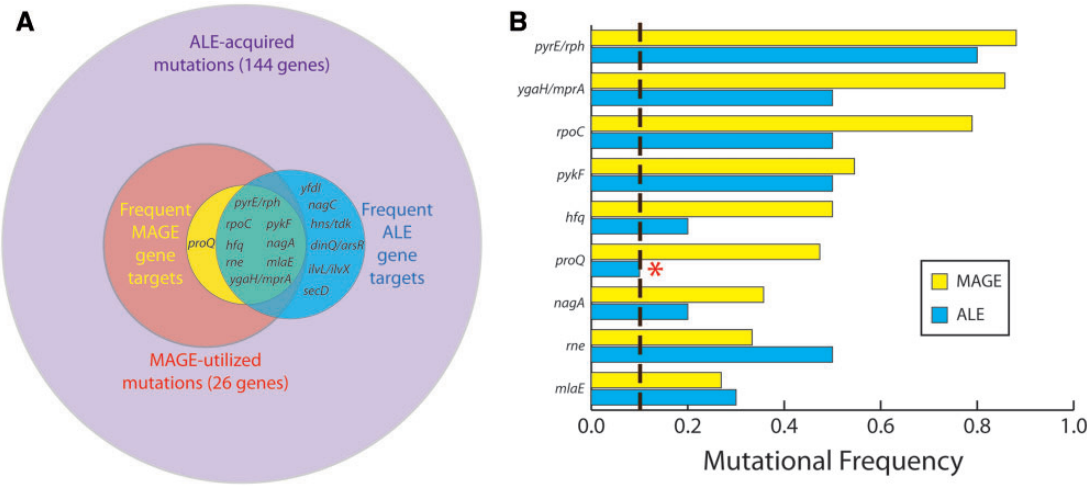 A
ALE-acquired
mutations (144 genes)
Frequent
MAGE
gene
targets
proQ
pyrE/rph
rpoC pykF
hfq nagA
rne mlaE
ygaH/mprA
yfdI
nagC
hns/tdk
dinQ/arsR
ilvL/ilvX
secD
Frequent
ALE
gene
targets
MAGE-utilized
mutations (26 genes)
B
pyrE/rph
ygaH/mprA
rpoC
pykF
hfq
proQ
*
nagA
rne
mlaE
MAGE
ALE
0.0 0.2 0.4 0.6 0.8 1.0
Mutational Frequency